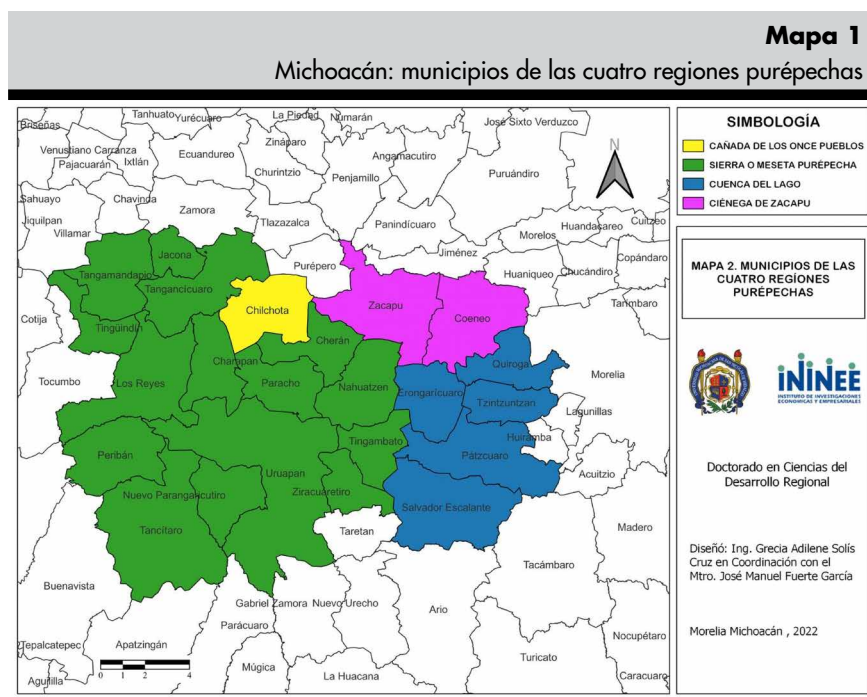 Mapa 1
Michoacán: municipios de las cuatro regiones purépechas
Briseñas
Tanhuato
Yurécuaro
La Piedad
Numarán
José Sixto Verduzco
Venustiano Carranza
Pajacuarán
Ixtlán
Ecuandureo
Zináparo
Churintzio
Penjamillo
Angamacutiro
Puruándiro
N
Sahuayo
Chavinda
Zamora
Jiquilpan
Villamar
Tlazazalca
Panindícuaro
Jiménez
Morelos
Huandacareo
Cuitzeo
Copándaro
Purépero
Huaniqueo
Chucándiro
Tarímbaro
Jacona
Tangamandapio
Tangancícuaro
Chilchota
Zacapu
Coeneo
Cotija
Tingüindín
Cherán
Charapan
Quiroga
Morelia
Tocumbo
Los Reyes
Paracho
Nahuatzen
Erongarícuaro
Tzintzuntzan
Lagunillas
Tingambato
Huiramba
Peribán
Uruapan
Pátzcuaro
Acuitzio
Nuevo Parangaricutiro
Ziracuaretiro
Salvador Escalante
Tancítaro
Taretan
Madero
Buenavista
Tacámbaro
Gabriel Zamora
Nuevo Urecho
Ario
Parácuaro
Tepalcatepec
Apatzingán
Nocupétaro
Múgica
Turicato
Aguililla
La Huacana
Carácuaro
0 1 2 4
SIMBOLOGÍA
CAÑADA DE LOS ONCE PUEBLOS
SIERRA O MESETA PURÉPECHA
CUENCA DEL LAGO
CIÉNEGA DE ZACAPU
MAPA 2. MUNICIPIOS DE LAS
CUATRO REGIONES
PURÉPECHAS
ININEE
INSTITUTO DE INVESTIGACIONES
ECONÓMICAS Y EMPRESARIALES
Doctorado en Ciencias del
Desarrollo Regional
Diseñó: Ing. Grecia Adilene Solís
Cruz en Coordinación con el
Mtro. José Manuel Fuerte García
Morelia Michoacán , 2022